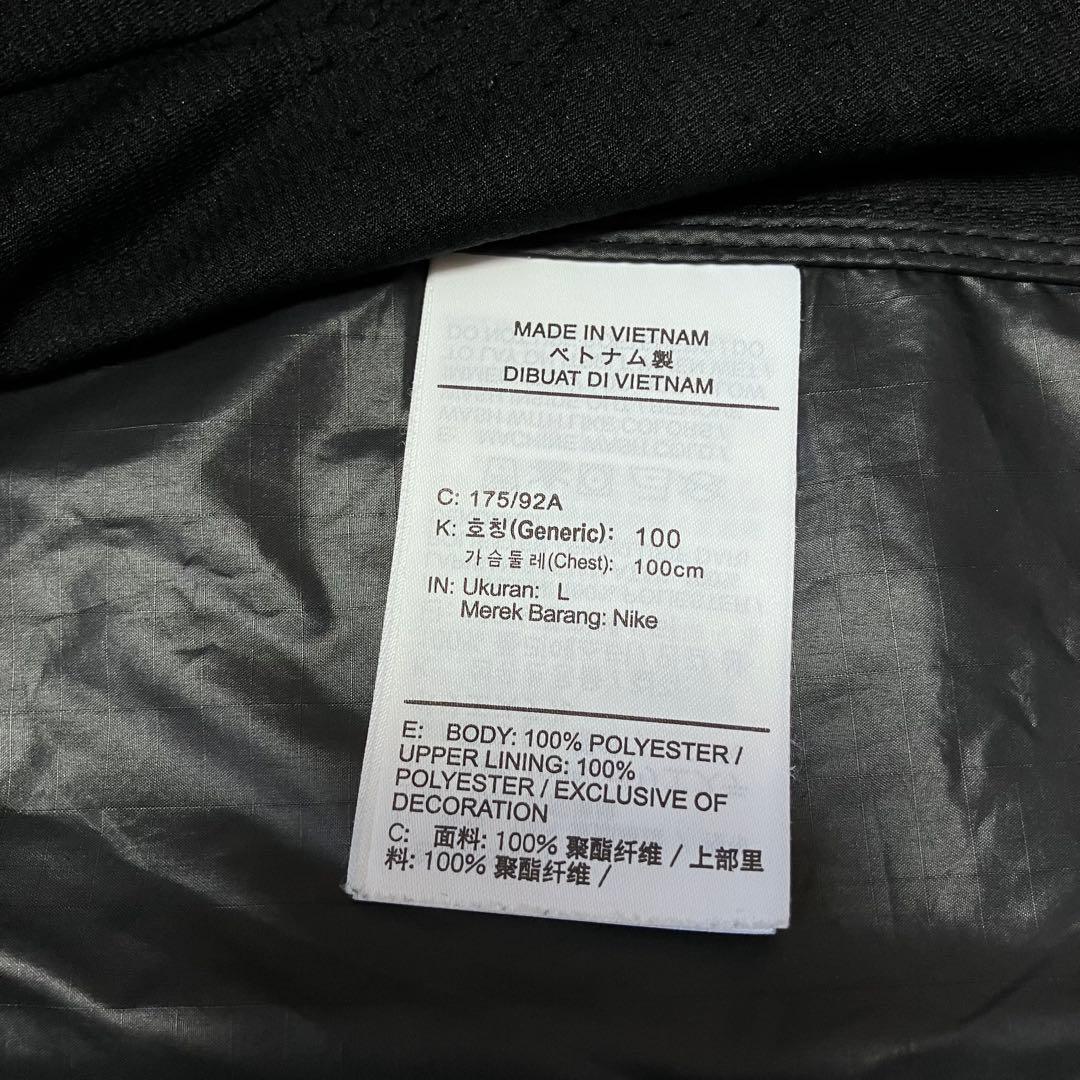 MADE IN VIETNAM
ベトナム製
DIBUAT DI VIETNAM
C: 175/92A
K: 호칭(Generic): 100
가슴둘레(Chest): 100cm
IN: Ukuran: L
Merek Barang: Nike
E: BODY: 100% POLYESTER /
UPPER LINING: 100%
POLYESTER / EXCLUSIVE OF
DECORATION
C: 面料: 100% 聚酯纤维 / 上部里
料: 100% 聚酯纤维 /